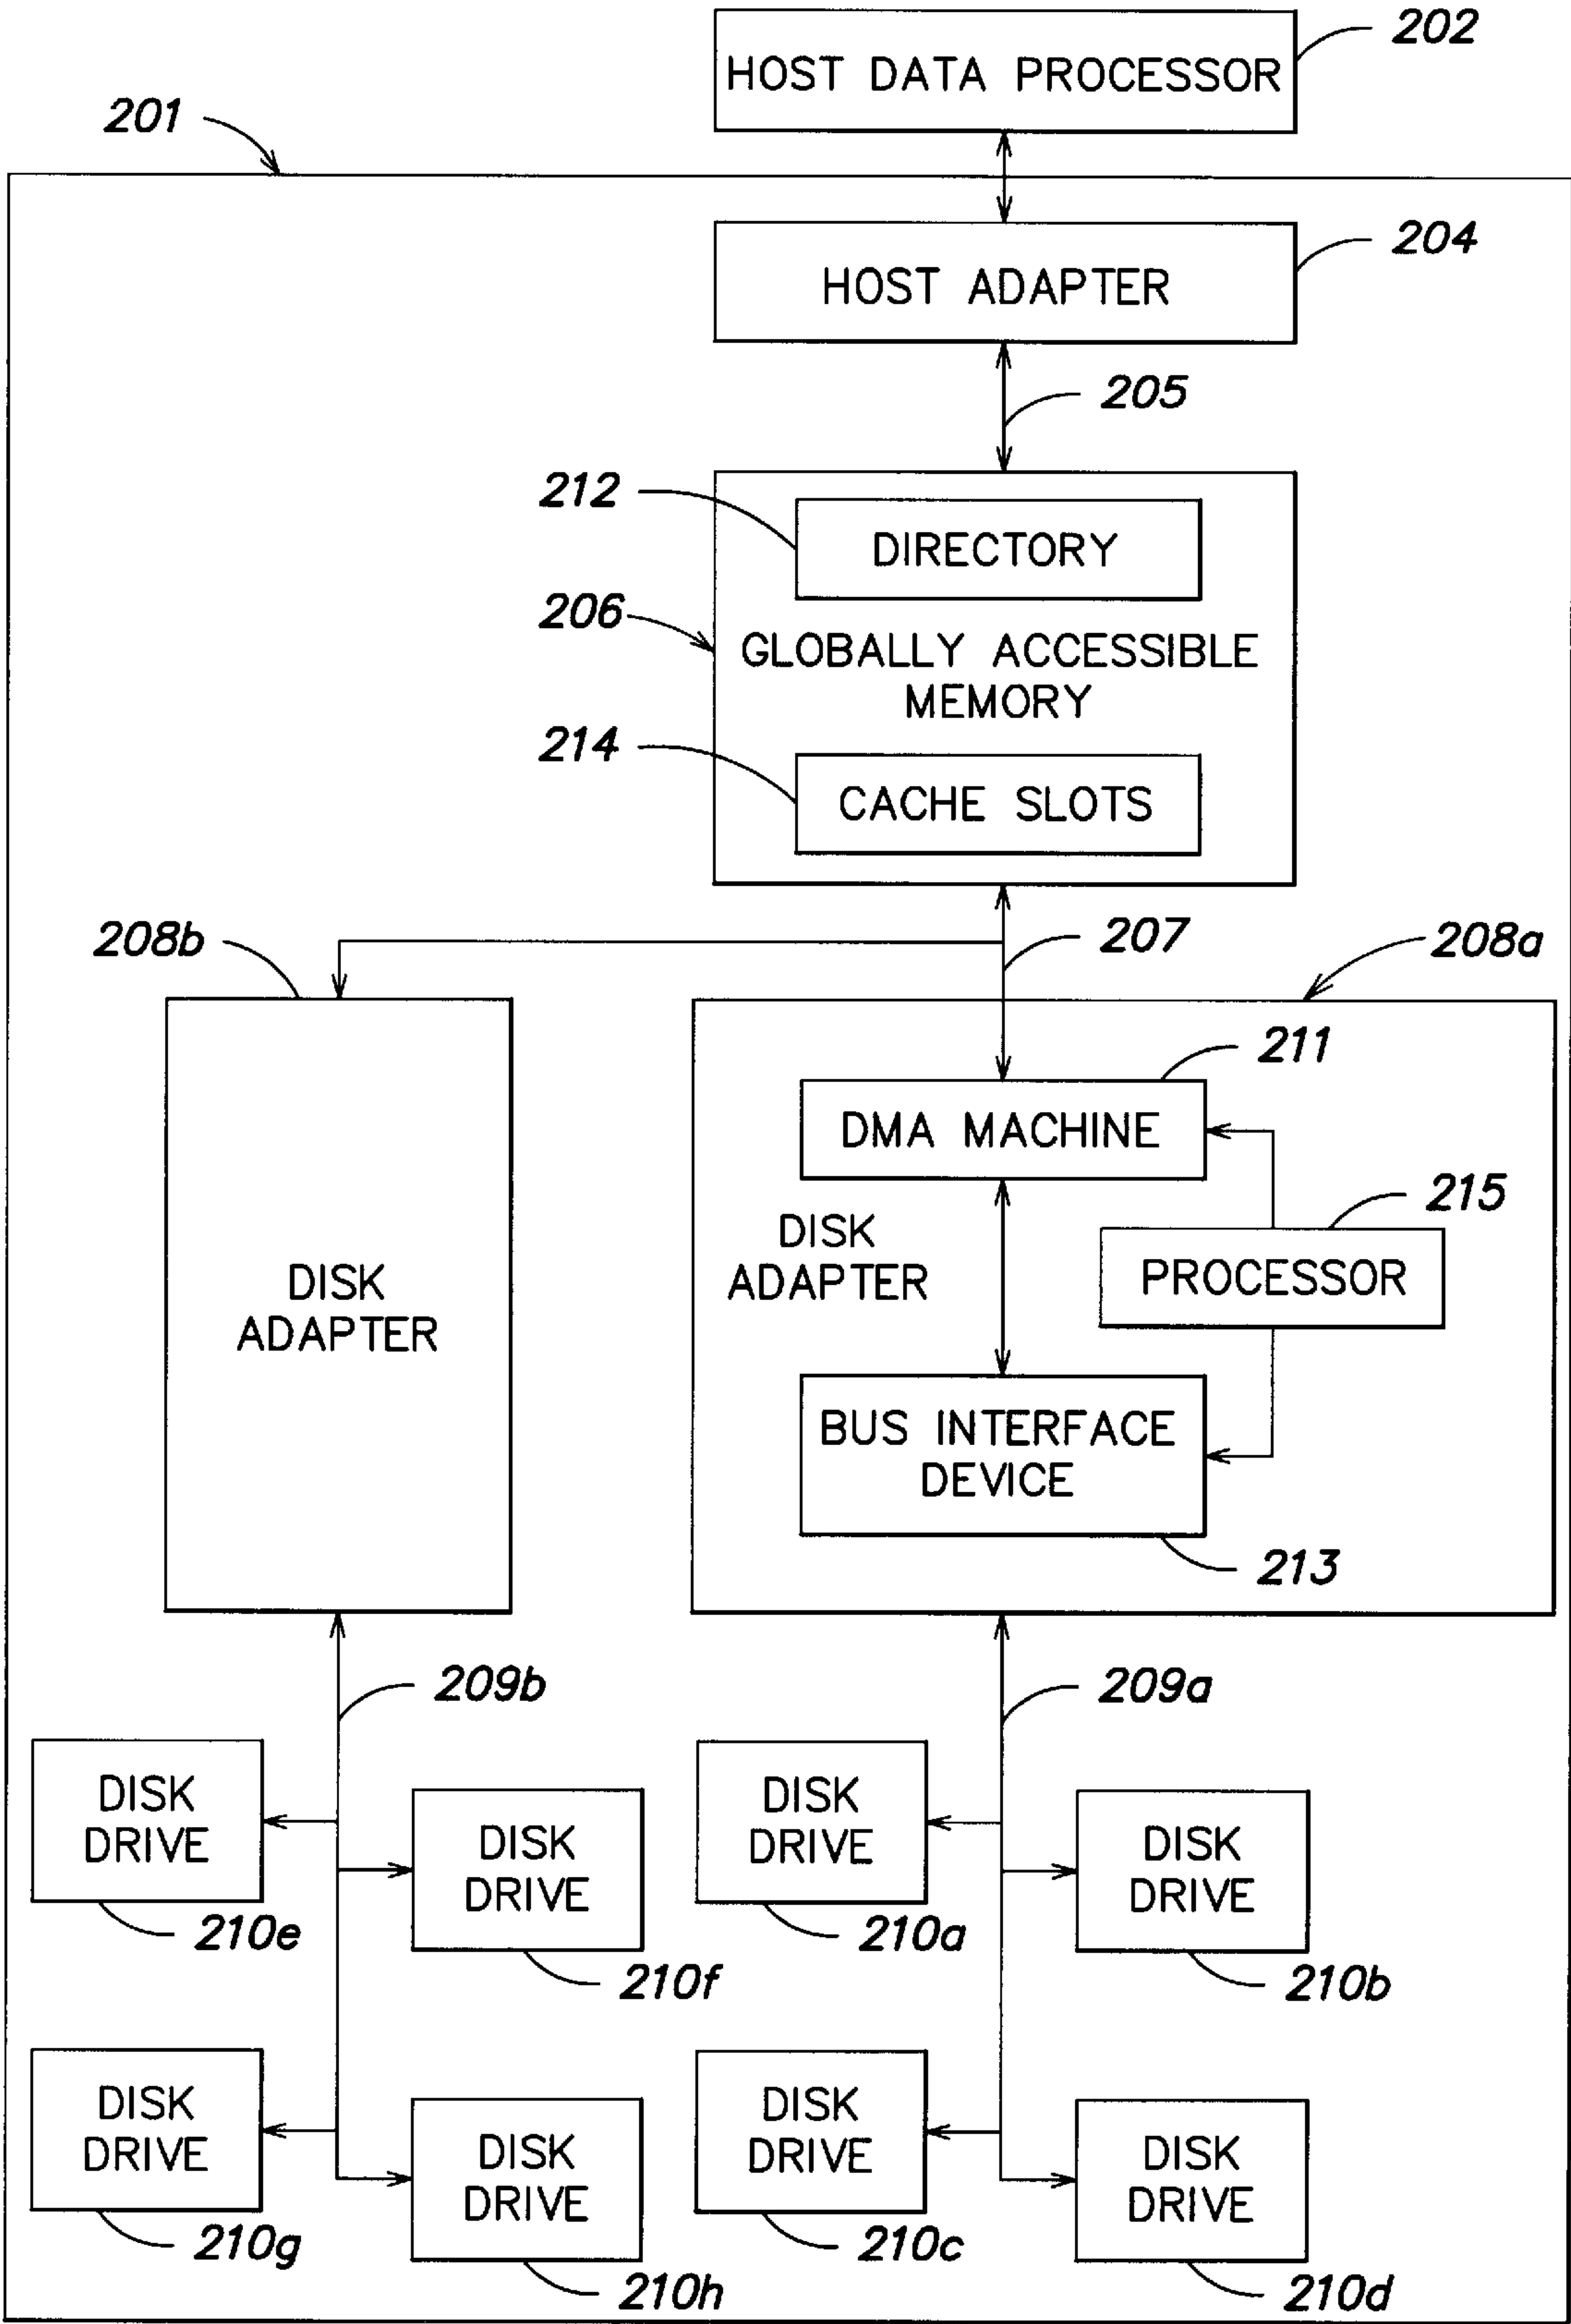 202
HOST DATA PROCESSOR
201
204
HOST ADAPTER
205
212
DIRECTORY
206
GLOBALLY ACCESSIBLE
MEMORY
214
CACHE SLOTS
208b
207
208a
211
DMA MACHINE
215
DISK
ADAPTER
PROCESSOR
DISK
ADAPTER
BUS INTERFACE
DEVICE
213
209b
209a
DISK
DRIVE
210e
DISK
DRIVE
210f
DISK
DRIVE
210a
DISK
DRIVE
210b
DISK
DRIVE
210g
DISK
DRIVE
210h
DISK
DRIVE
210c
DISK
DRIVE
210d